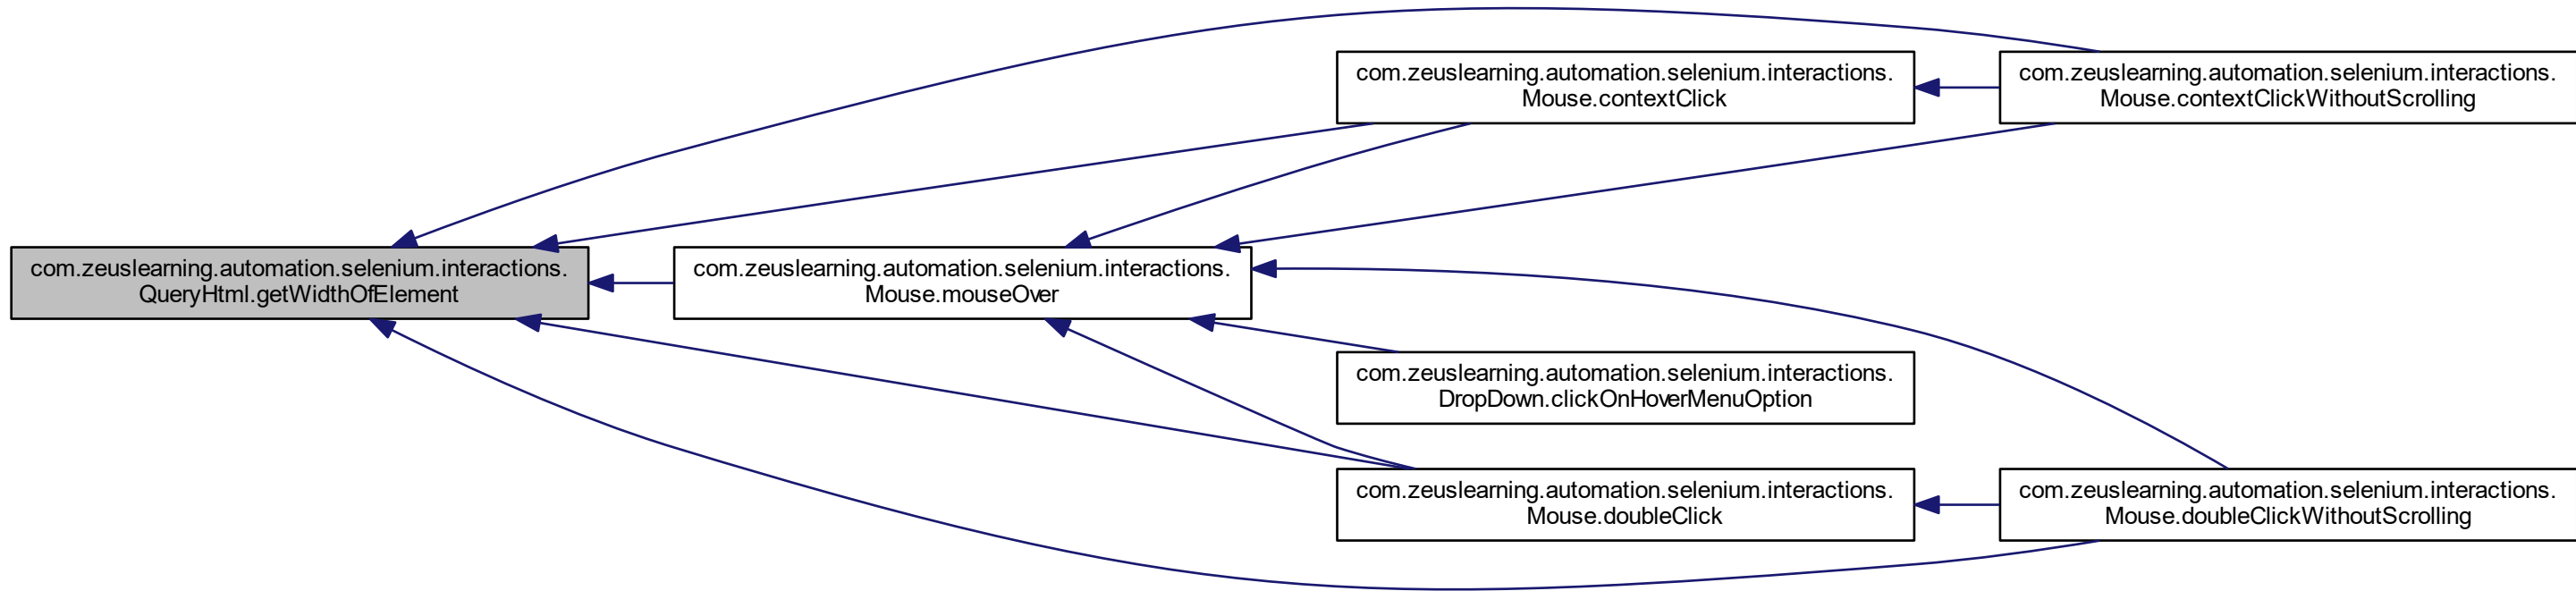 com.zeuslearning.automation.selenium.interactions.
Mouse.contextClick
com.zeuslearning.automation.selenium.interactions.
Mouse.contextClickWithoutScrolling
com.zeuslearning.automation.selenium.interactions.
QueryHtml.getWidthOfElement
com.zeuslearning.automation.selenium.interactions.
Mouse.mouseOver
com.zeuslearning.automation.selenium.interactions.
DropDown.clickOnHoverMenuOption
com.zeuslearning.automation.selenium.interactions.
Mouse.doubleClick
com.zeuslearning.automation.selenium.interactions.
Mouse.doubleClickWithoutScrolling